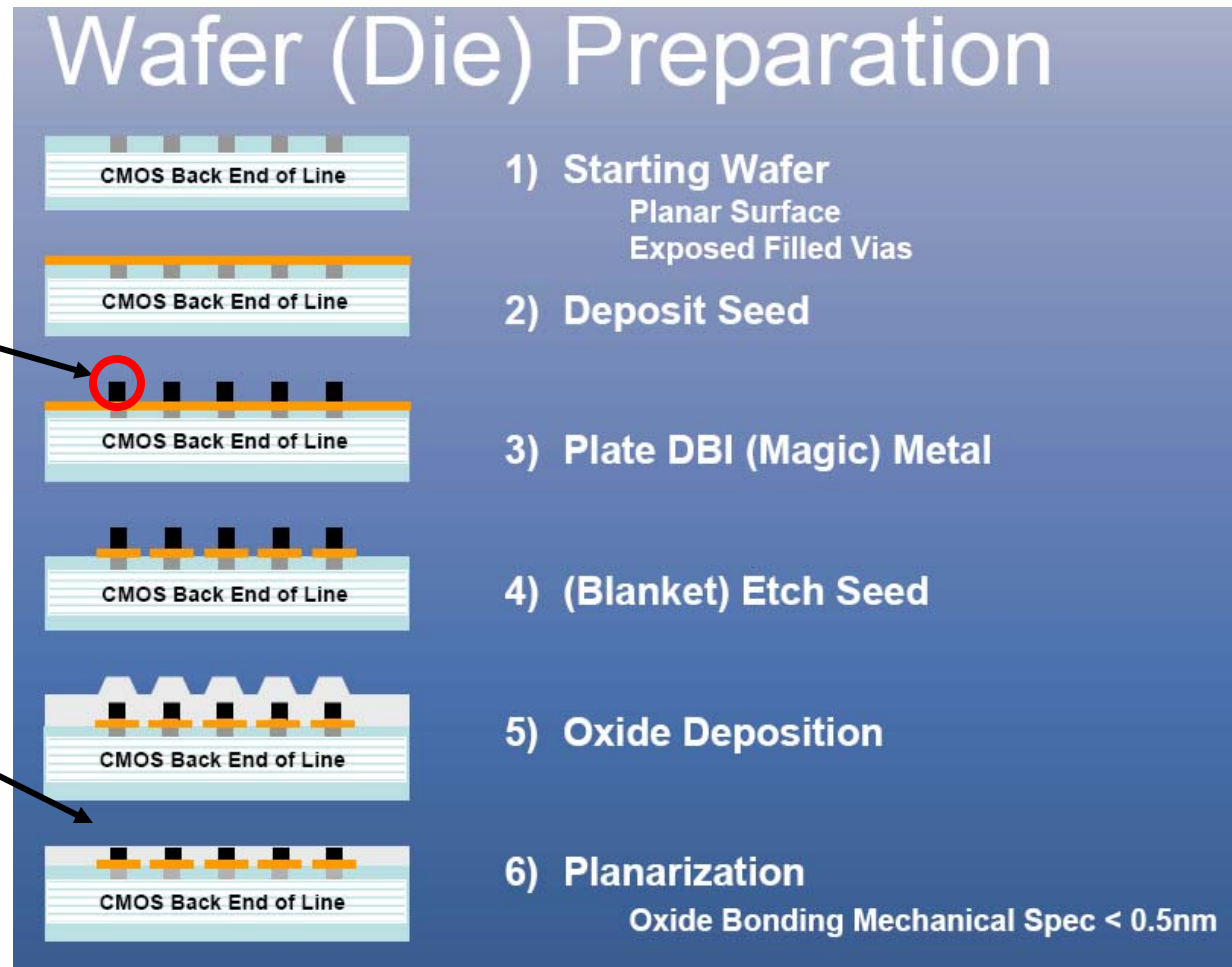 Wafer (Die) Preparation
CMOS Back End of Line
1) Starting Wafer
Planar Surface
Exposed Filled Vias
CMOS Back End of Line
2) Deposit Seed
CMOS Back End of Line
3) Plate DBI (Magic) Metal
CMOS Back End of Line
4) (Blanket) Etch Seed
CMOS Back End of Line
5) Oxide Deposition
CMOS Back End of Line
6) Planarization
Oxide Bonding Mechanical Spec < 0.5nm